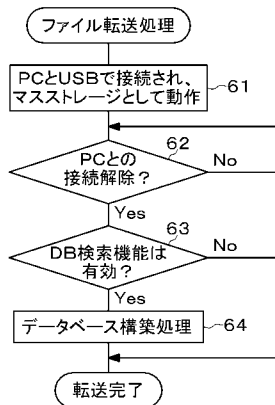 ファイル転送処理
PCとUSBで接続され、
マスストレージとして動作
61
62
PCとの
接続解除？
No
Yes
63
DB検索機能は
有効？
No
Yes
データベース構築処理
64
転送完了